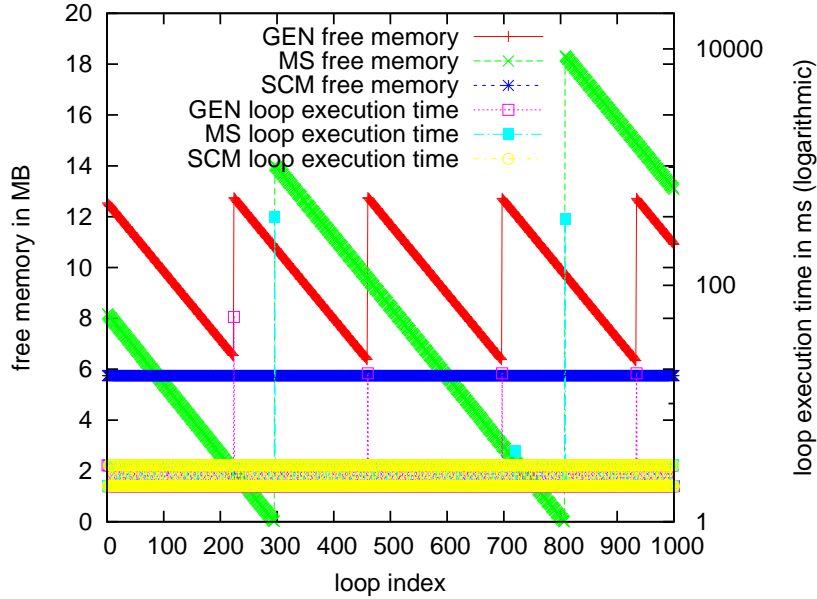 20
18
16
14
12
10
8
6
4
2
0
free memory in MB
GEN free memory
MS free memory
SCM free memory
GEN loop execution time
MS loop execution time
SCM loop execution time
10000
100
1
loop execution time in ms (logarithmic)
0 100 200 300 400 500 600 700 800 900 1000
loop index